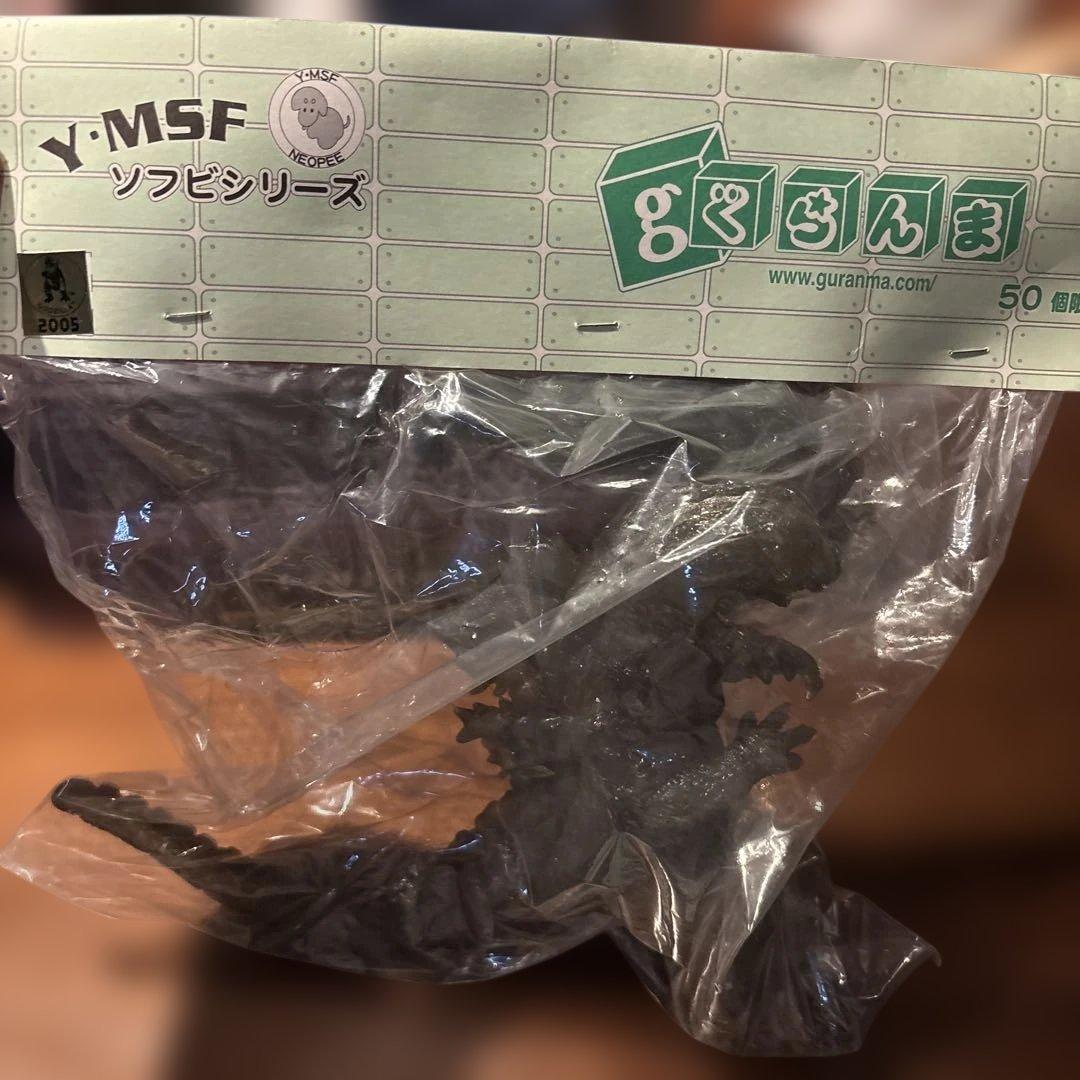 Y・MSF
Y・MSF
NEOPEE
ソフビシリーズ
g ぐらんま
www.guranma.com/
50 個限
2005